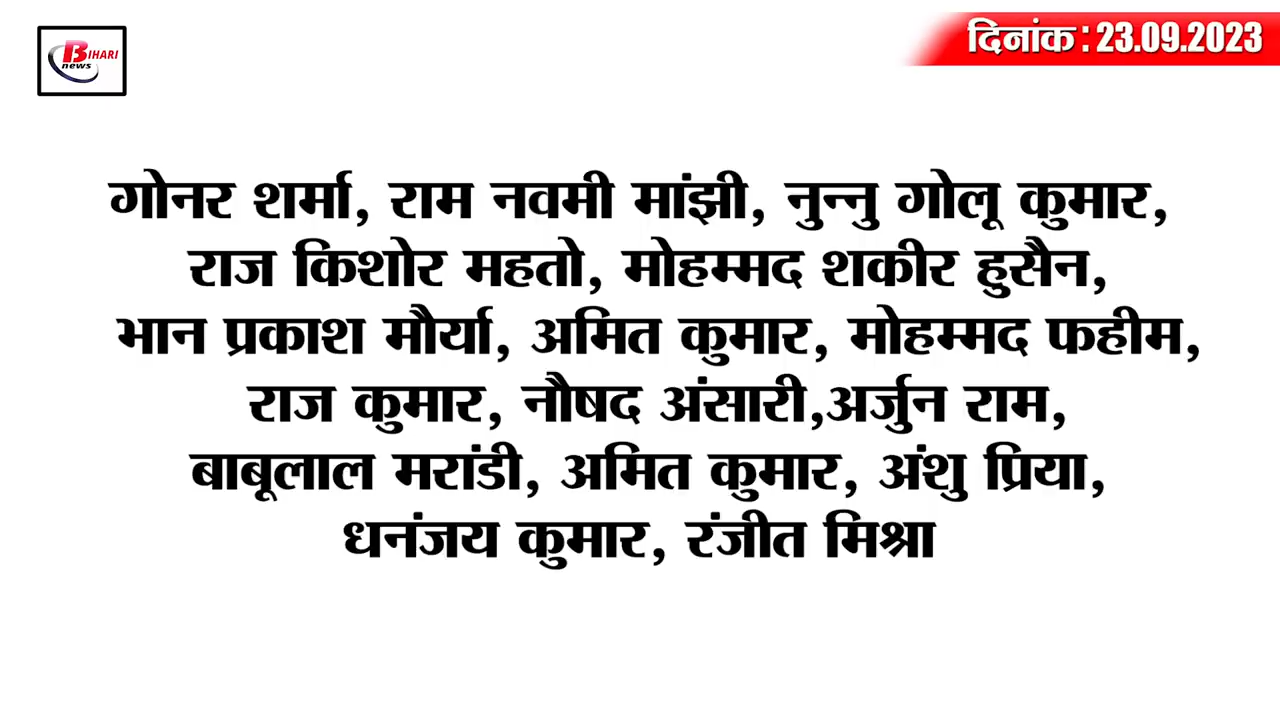 BIHARI
news
दिनांक : 23.09.2023
गोनर शर्मा, राम नवमी मांझी, नुन्नु गोलू कुमार,
राज किशोर महतो, मोहम्मद शकीर हुसैन,
भान प्रकाश मौर्या, अमित कुमार, मोहम्मद फहीम,
राज कुमार, नौषद अंसारी,अर्जुन राम,
बाबूलाल मरांडी, अमित कुमार, अंशु प्रिया,
धनंजय कुमार, रंजीत मिश्रा